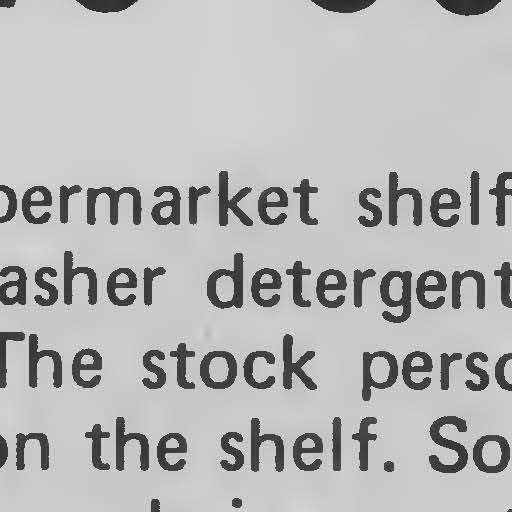 permarket shelf
asher detergent
The stock perso
on the shelf. So